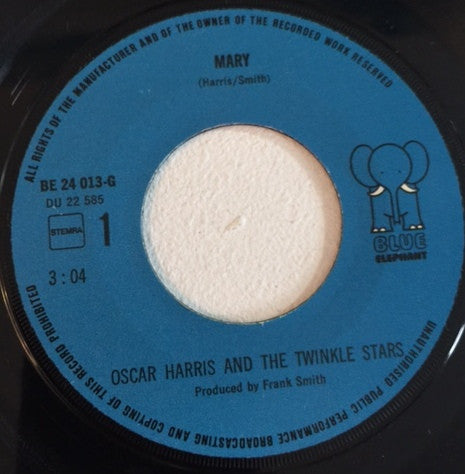 ALL RIGHTS OF THE MANUFACTURER AND OF THE OWNER OF THE RECORDED WORK RESERVED
MARY
(Harris/Smith)
BE 24 013-G
DU 22 585
STEMRA
1
3:04
BLUE
ELEPHANT
OSCAR HARRIS AND THE TWINKLE STARS
Produced by Frank Smith
UNAUTHORISED PUBLIC PERFORMANCE BROADCASTING AND COPYING OF THIS RECORD PROHIBITED